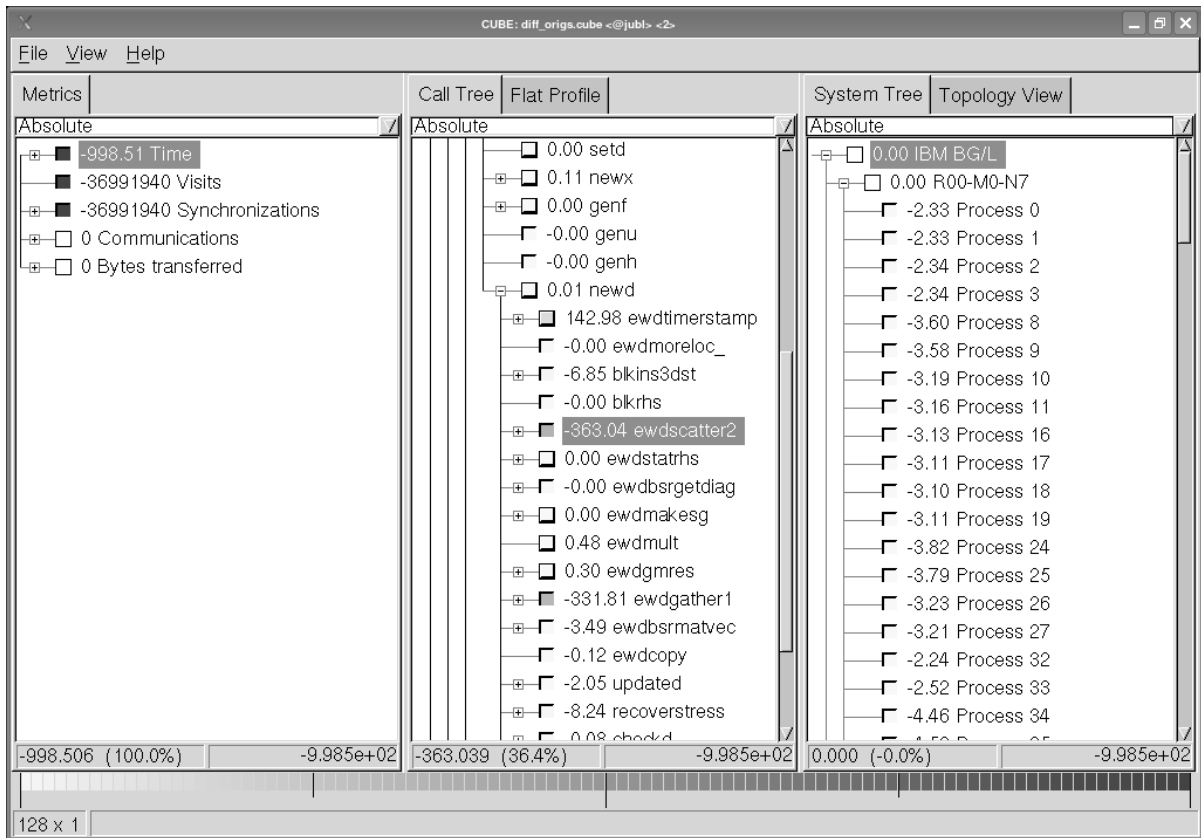 CUBE: diff_origs.cube <@jubl> <2>
File View Help
Metrics
Absolute
-998.51 Time
-36991940 Visits
-36991940 Synchronizations
0 Communications
0 Bytes transferred
-998.506 (100.0%) -9.985e+02
Call Tree Flat Profile
Absolute
0.00 setd
0.11 newx
0.00 genf
-0.00 genu
-0.00 genh
0.01 newd
142.98 ewdtimerstamp
-0.00 ewdmoreloc_
-6.85 blkins3dst
-0.00 blkrhs
-363.04 ewdscatter2
0.00 ewdstatrhs
-0.00 ewdbsrgetdiag
0.00 ewdmakesg
0.48 ewdmult
0.30 ewdgmres
-331.81 ewdgather1
-3.49 ewdbsrmatvec
-0.12 ewdcopy
-2.05 updated
-8.24 recoverstress
-363.039 (36.4%) -9.985e+02
System Tree Topology View
Absolute
0.00 IBM BG/L
0.00 R00-M0-N7
-2.33 Process 0
-2.33 Process 1
-2.34 Process 2
-2.34 Process 3
-3.60 Process 8
-3.58 Process 9
-3.19 Process 10
-3.16 Process 11
-3.13 Process 16
-3.11 Process 17
-3.10 Process 18
-3.11 Process 19
-3.82 Process 24
-3.79 Process 25
-3.23 Process 26
-3.21 Process 27
-2.24 Process 32
-2.52 Process 33
-4.46 Process 34
0.000 (-0.0%) -9.985e+02
128 x 1